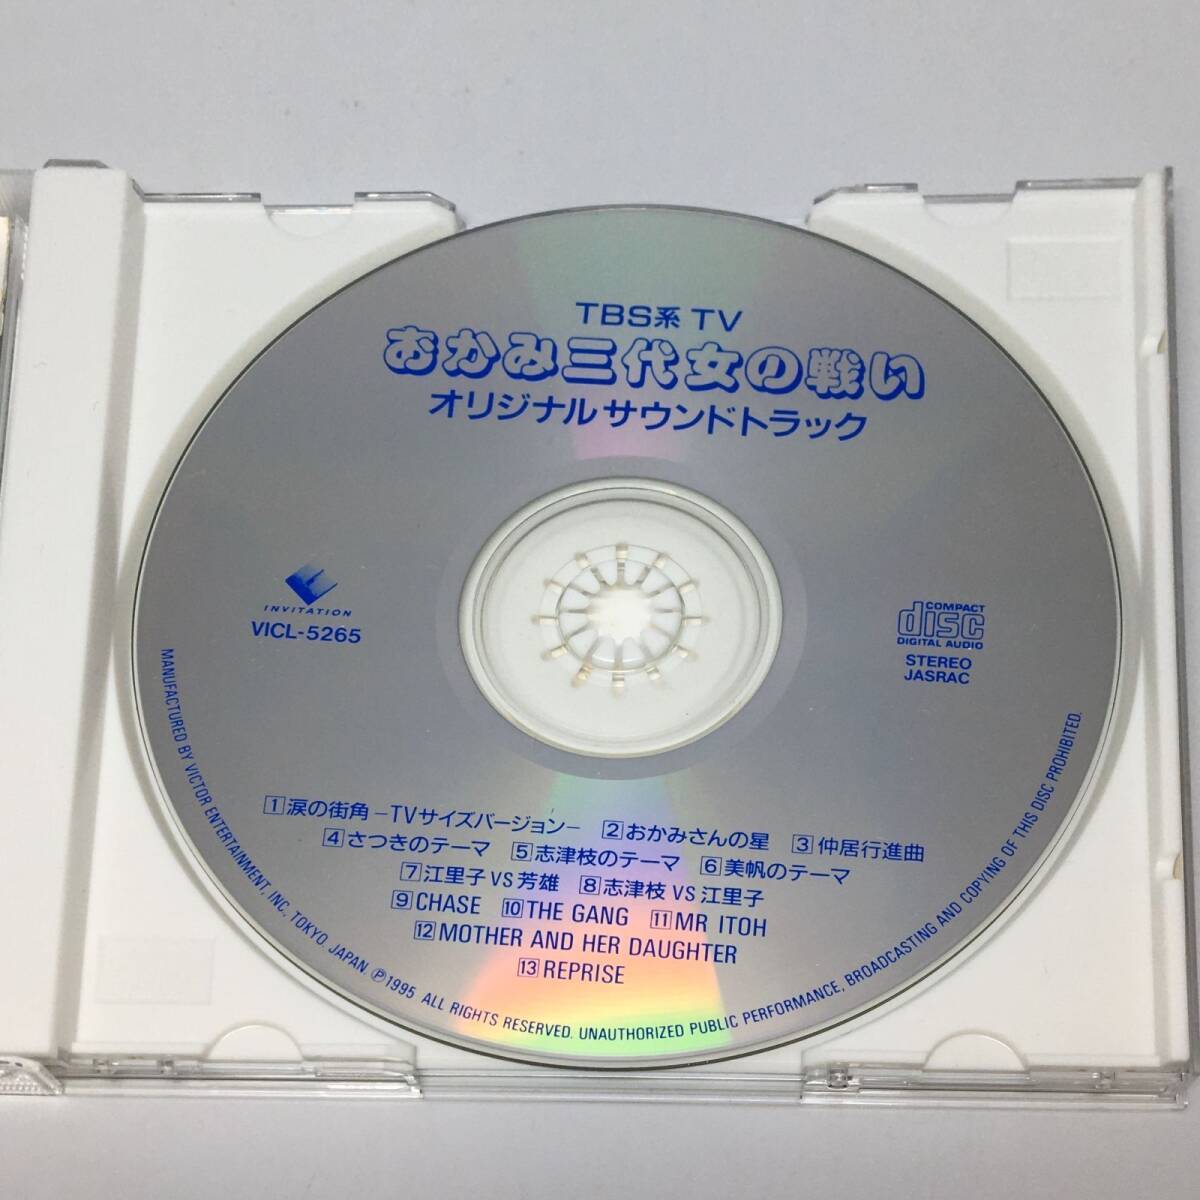 TBS系 TV
おかみ三代女の戦い
オリジナル サウンドトラック
INVITATION
VICL-5265
COMPACT
disc
DIGITAL AUDIO
STEREO
JASRAC
1 涙の街角 –TVサイズバージョン– 2 おかみさんの星 3 仲居行進曲
4 さつきのテーマ 5 志津枝のテーマ 6 美帆のテーマ
7 江里子 VS 芳雄 8 志津枝 VS 江里子
9 CHASE 10 THE GANG 11 MR ITOH
12 MOTHER AND HER DAUGHTER
13 REPRISE
MANUFACTURED BY VICTOR ENTERTAINMENT, INC., TOKYO, JAPAN. Ⓟ1995 ALL RIGHTS RESERVED. UNAUTHORIZED PUBLIC PERFORMANCE, BROADCASTING AND COPYING OF THIS DISC PROHIBITED.